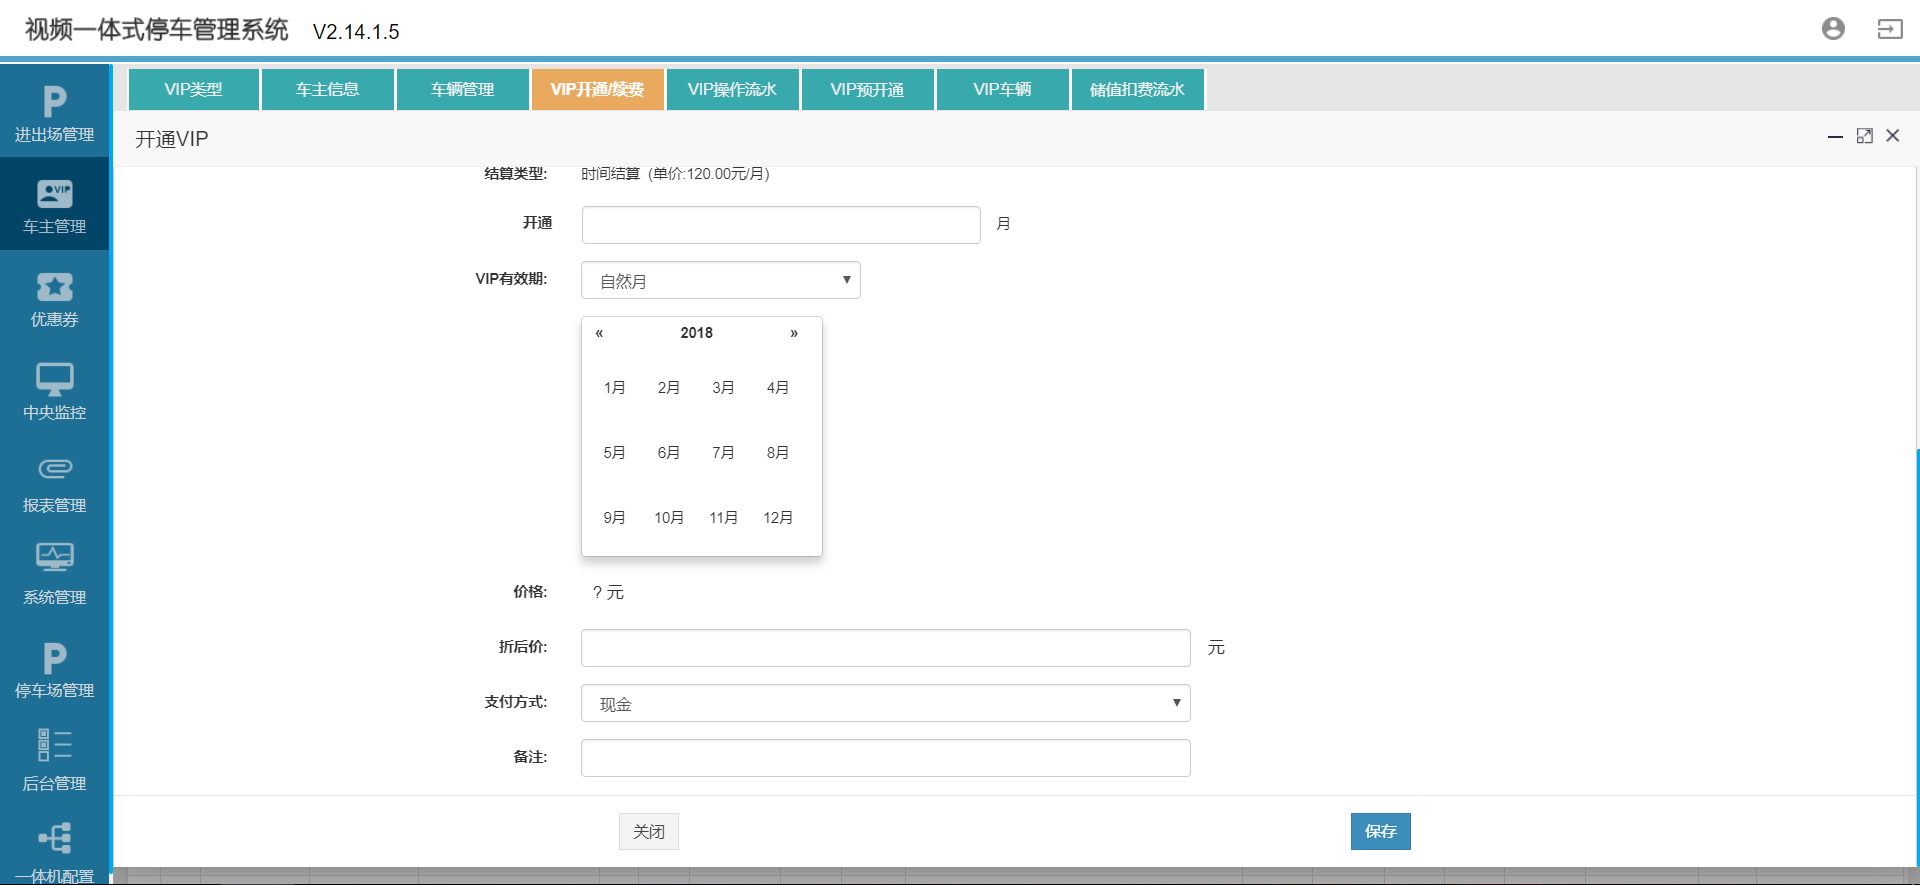 视频一体式停车管理系统 V2.14.1.5
VIP类型 车主信息 车辆管理 VIP开通/续费 VIP操作流水 VIP预开通 VIP车辆 储值扣费流水
开通VIP
P
进出场管理
VIP
车主管理
优惠券
中央监控
报表管理
系统管理
P
停车场管理
后台管理
一体机配置
结算类型: 时间结算 (单价:120.00元/月)
开通 月
VIP有效期: 自然月
« 2018 »
1月 2月 3月 4月
5月 6月 7月 8月
9月 10月 11月 12月
价格: ? 元
折后价: 元
支付方式: 现金
备注:
关闭 保存